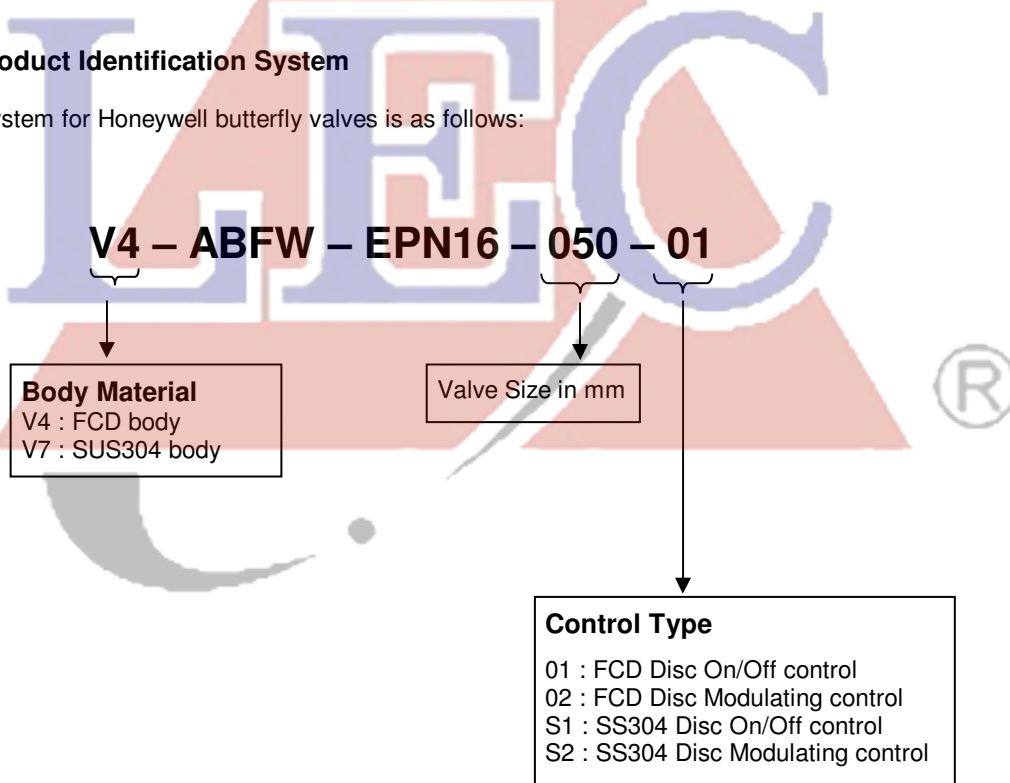 oduct Identification System
ystem for Honeywell butterfly valves is as follows:
LEC
V4 – ABFW – EPN16 – 050 – 01
Body Material
V4 : FCD body
V7 : SUS304 body
Valve Size in mm
®
Control Type
01 : FCD Disc On/Off control
02 : FCD Disc Modulating control
S1 : SS304 Disc On/Off control
S2 : SS304 Disc Modulating control